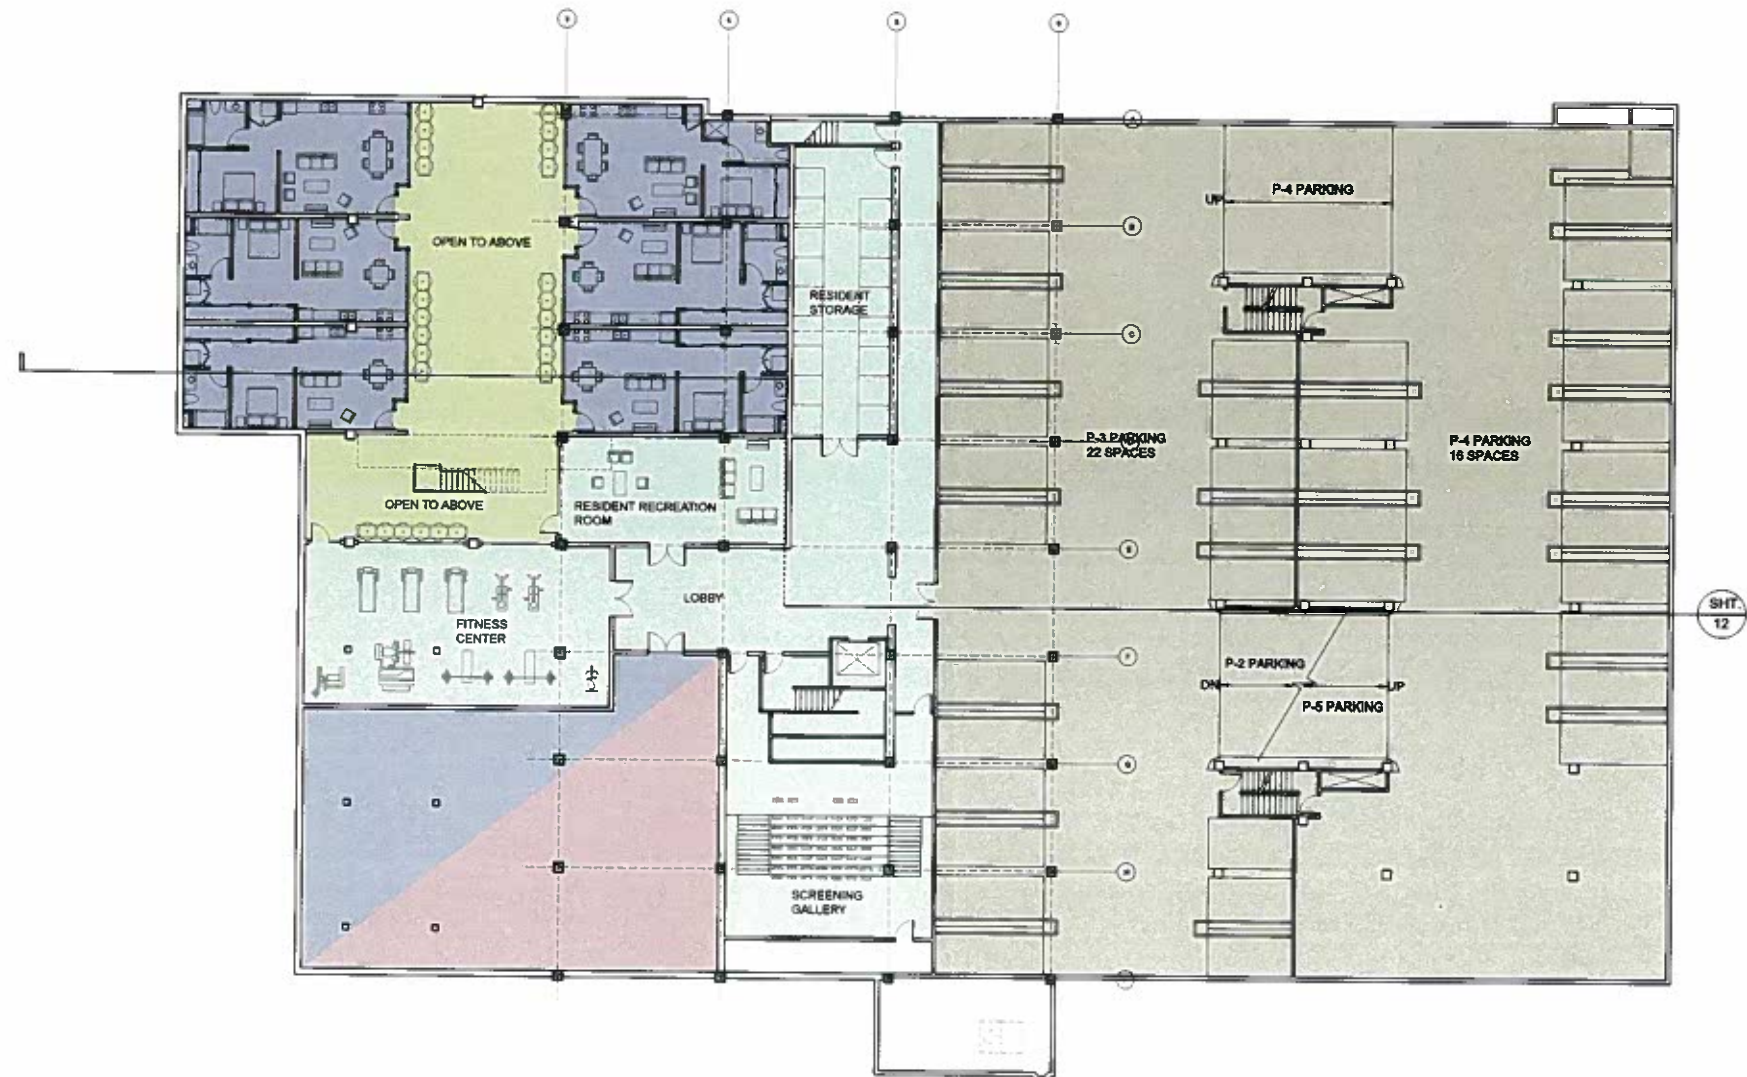 P-4 PARKING
UP
OPEN TO ABOVE
RESIDENT
STORAGE
P-3 PARKING
22 SPACES
P-4 PARKING
16 SPACES
OPEN TO ABOVE
RESIDENT RECREATION
ROOM
LOBBY
SHT.
12
FITNESS
CENTER
P-2 PARKING
DN
UP
P-5 PARKING
SCREENING
GALLERY